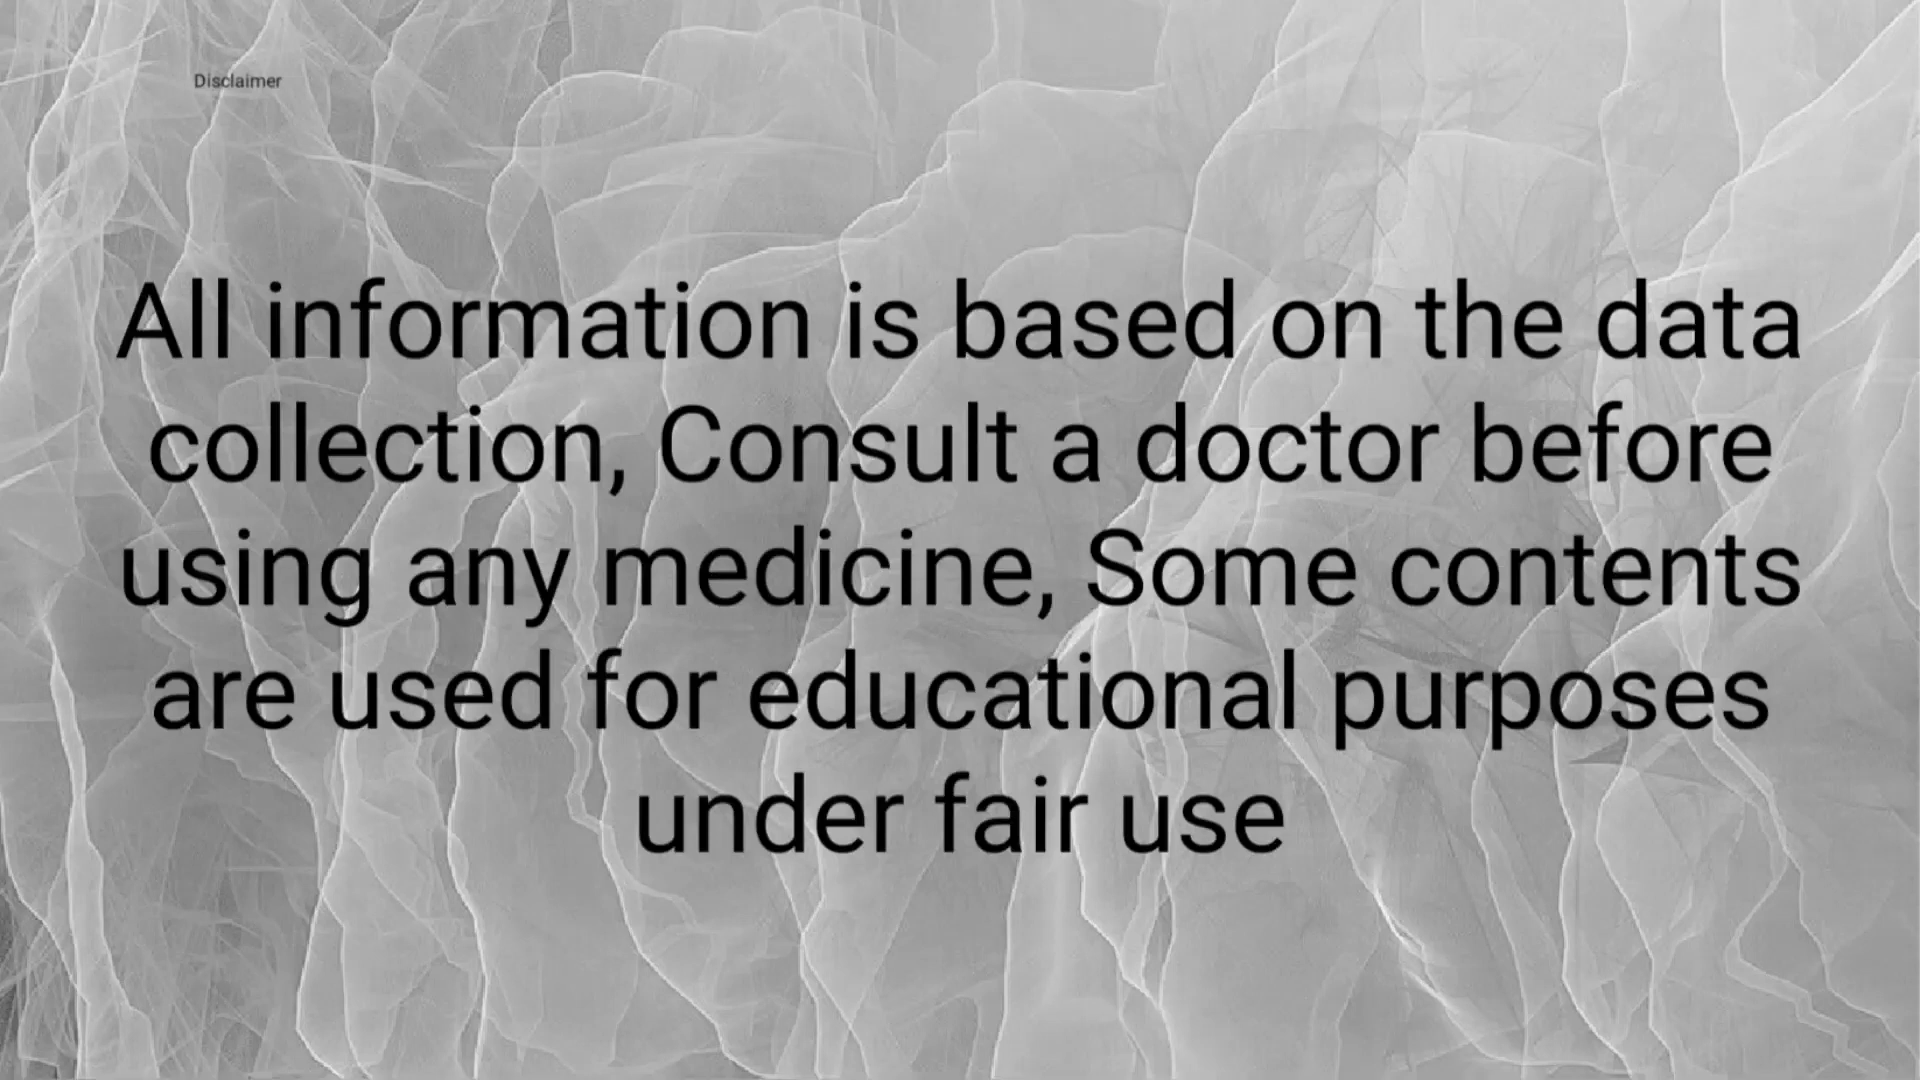 Disclaimer
All information is based on the data
collection, Consult a doctor before
using any medicine, Some contents
are used for educational purposes
under fair use